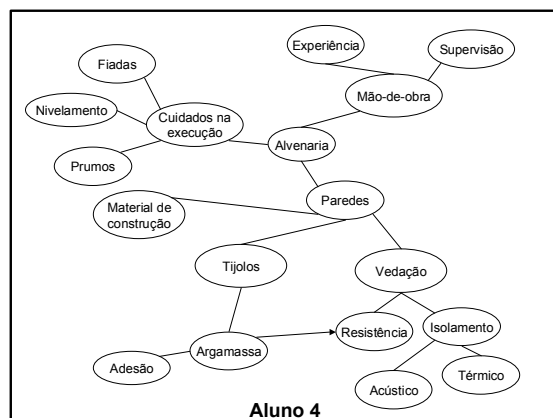 Experiência
Supervisão
Fiadas
Mão-de-obra
Nivelamento
Cuidados na
execução
Alvenaria
Prumos
Paredes
Material de
construção
Tijolos
Vedação
Resistência
Isolamento
Argamassa
Adesão
Térmico
Acústico
Aluno 4